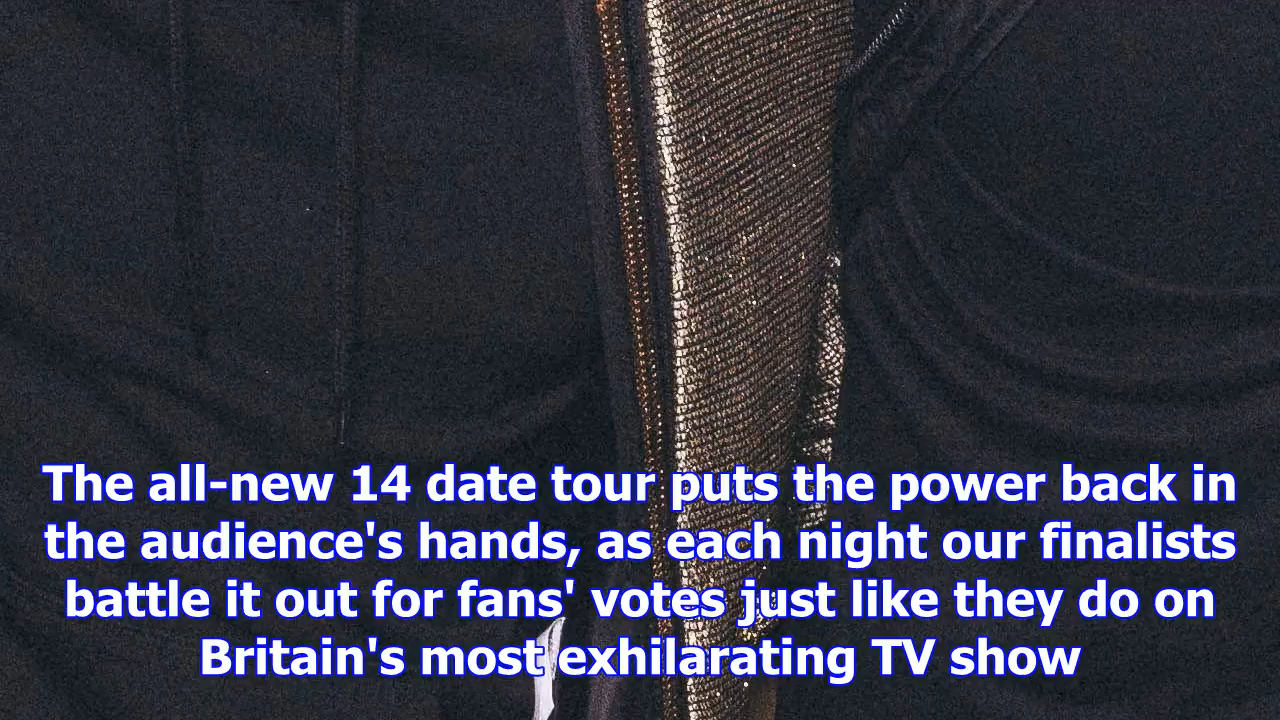 The all-new 14 date tour puts the power back in
the audience's hands, as each night our finalists
battle it out for fans' votes just like they do on
Britain's most exhilarating TV show